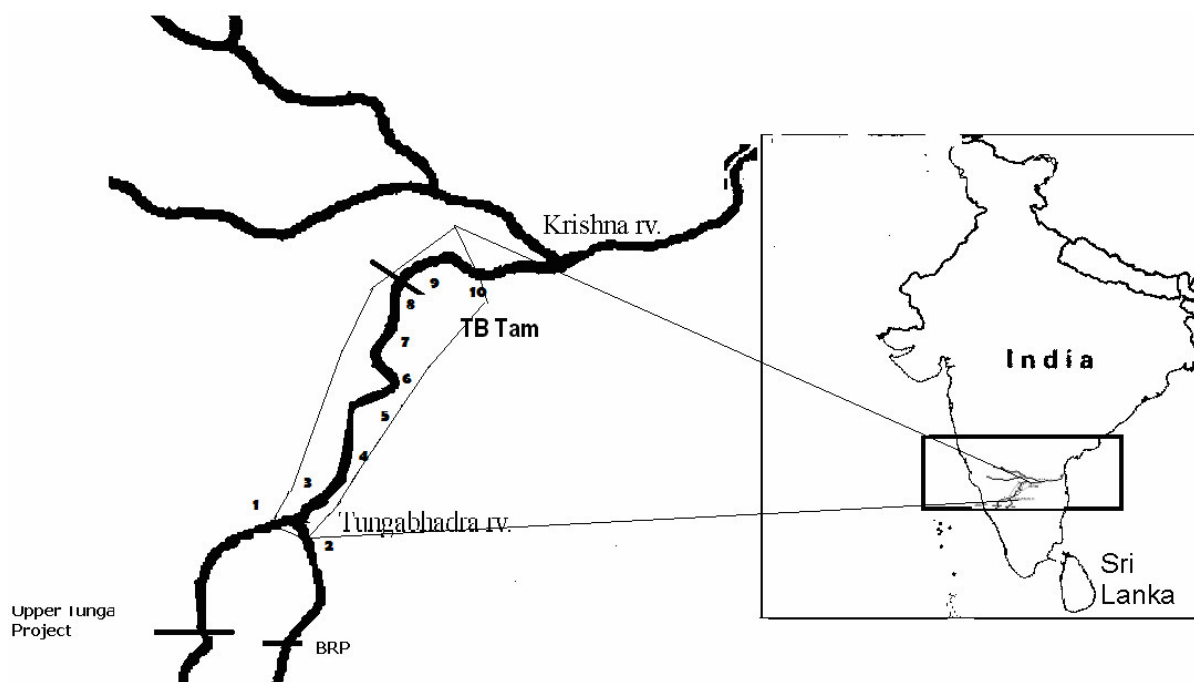 Krishna rv.
9
8
10
TB Tam
7
6
5
4
3
1
Tungabhadra rv.
2
Upper Tunga
Project
BRP
India
Sri
Lanka